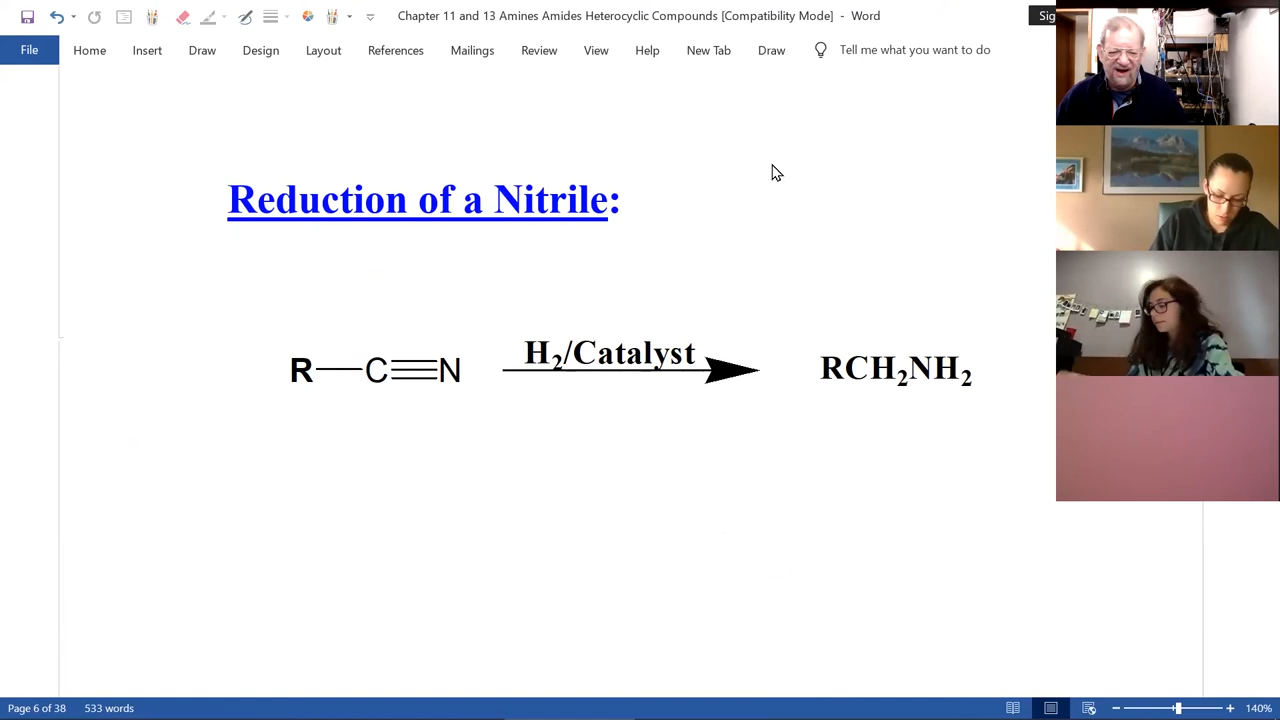 Chapter 11 and 13 Amines Amides Heterocyclic Compounds [Compatibility Mode] - Word
Sig
File Home Insert Draw Design Layout References Mailings Review View Help New Tab Draw Tell me what you want to do
Reduction of a Nitrile:
R—C≡N H₂/Catalyst RCH₂NH₂
Page 6 of 38 533 words 140%